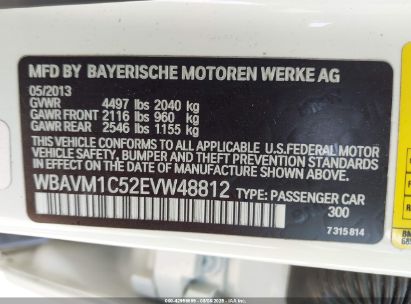 MFD BY BAYERISCHE MOTOREN WERKE AG
05/2013
GVWR 4497 lbs 2040 kg
GAWR FRONT 2116 lbs 960 kg
GAWR REAR 2546 lbs 1155 kg
THIS VEHICLE CONFORMS TO ALL APPLICABLE U.S.FEDERAL MOTOR
VEHICLE SAFETY, BUMPER, AND THEFT PREVENTION STANDARDS
IN EFFECT ON THE DATE OF MANUFACTURE SHOWN ABOVE.
WBAVM1C52EVW48812 TYPE: PASSENGER CAR
300
7 315 814